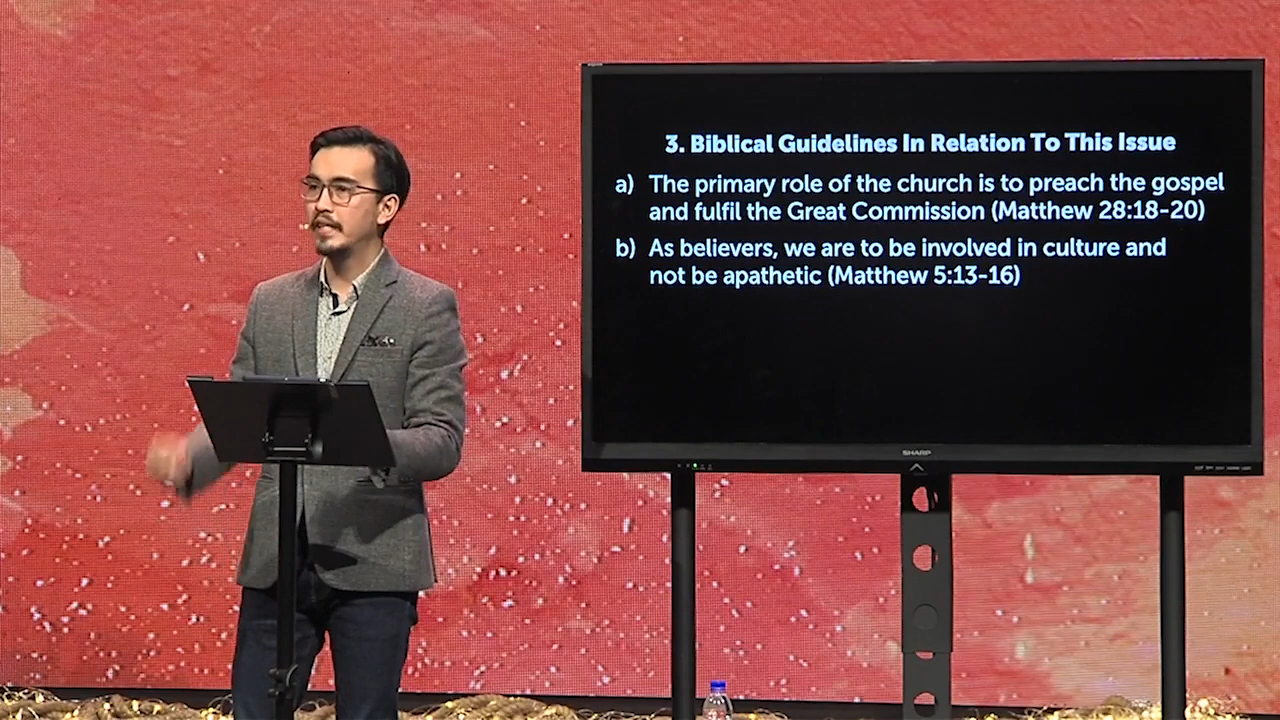 3. Biblical Guidelines In Relation To This Issue
a) The primary role of the church is to preach the gospel
and fulfil the Great Commission (Matthew 28:18-20)
b) As believers, we are to be involved in culture and
not be apathetic (Matthew 5:13-16)
SHARP